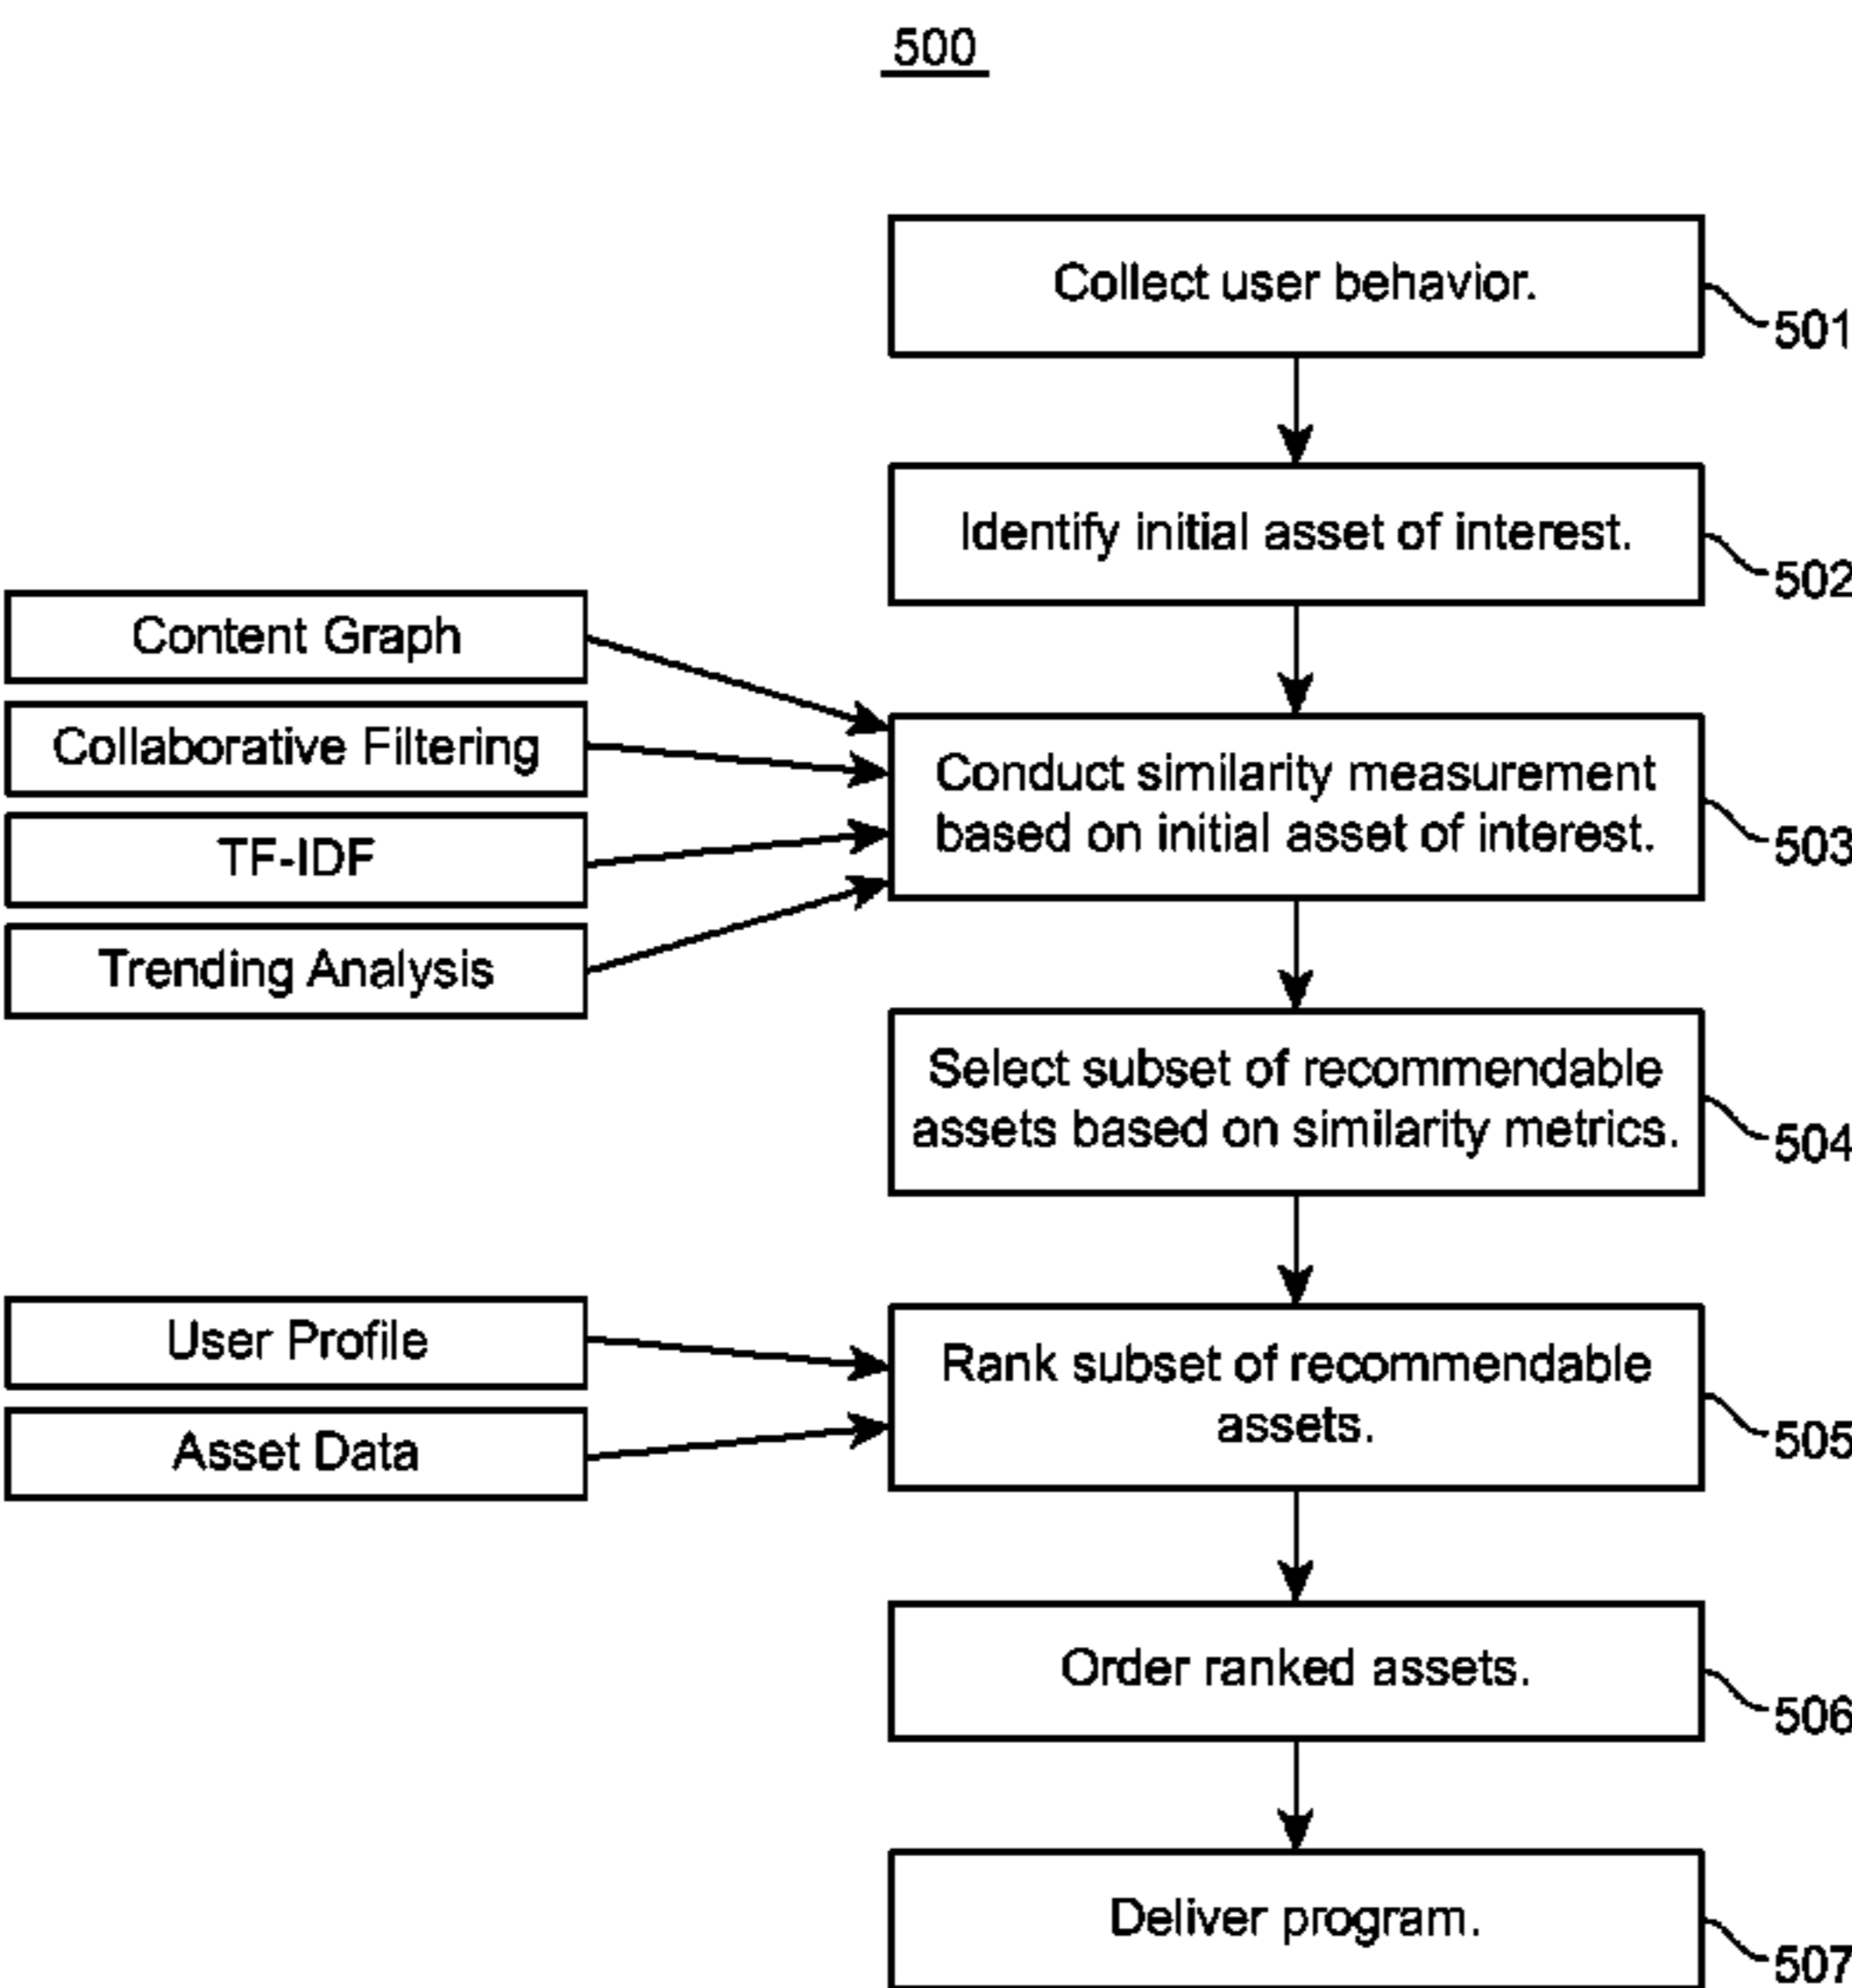 500
Collect user behavior.
501
Identify initial asset of interest.
502
Content Graph
Collaborative Filtering
TF-IDF
Trending Analysis
Conduct similarity measurement
based on initial asset of interest.
503
Select subset of recommendable
assets based on similarity metrics.
504
User Profile
Asset Data
Rank subset of recommendable
assets.
505
Order ranked assets.
506
Deliver program.
507